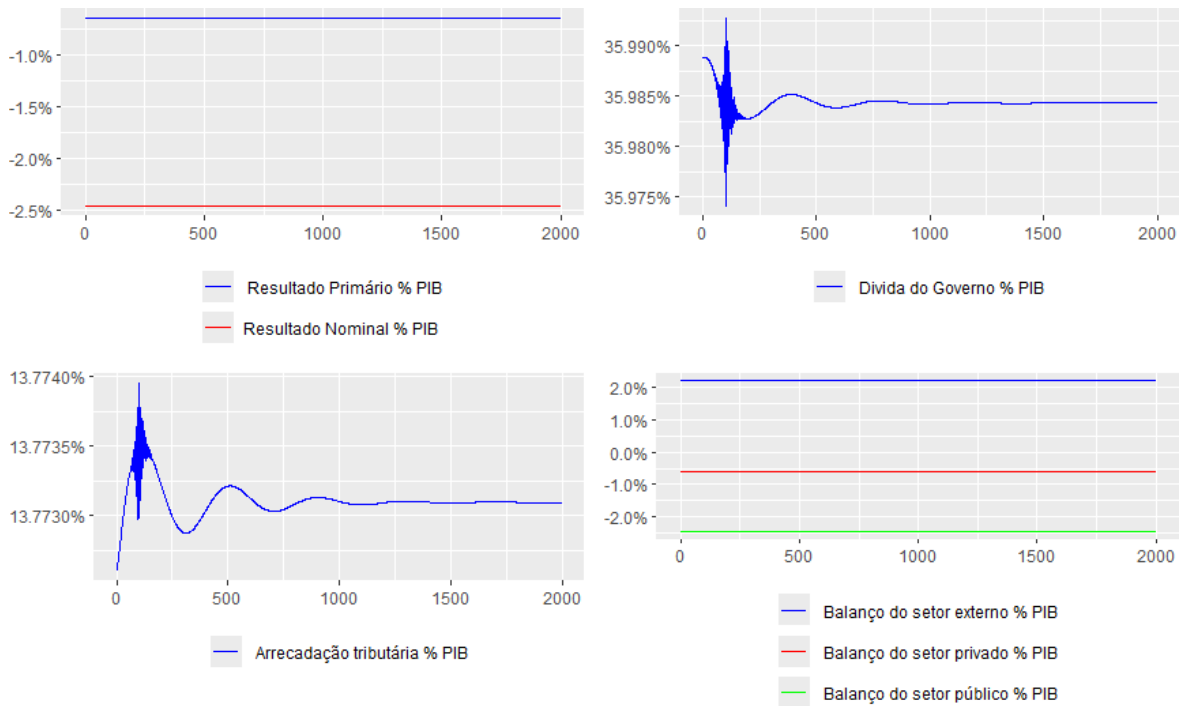 -1.0%
-1.5%
-2.0%
-2.5%
0 500 1000 1500 2000
Resultado Primário % PIB
Resultado Nominal % PIB
35.990%
35.985%
35.980%
35.975%
0 500 1000 1500 2000
Divida do Governo % PIB
13.7740%
13.7735%
13.7730%
0 500 1000 1500 2000
Arrecadação tributária % PIB
2.0%
1.0%
0.0%
-1.0%
-2.0%
0 500 1000 1500 2000
Balanço do setor externo % PIB
Balanço do setor privado % PIB
Balanço do setor público % PIB